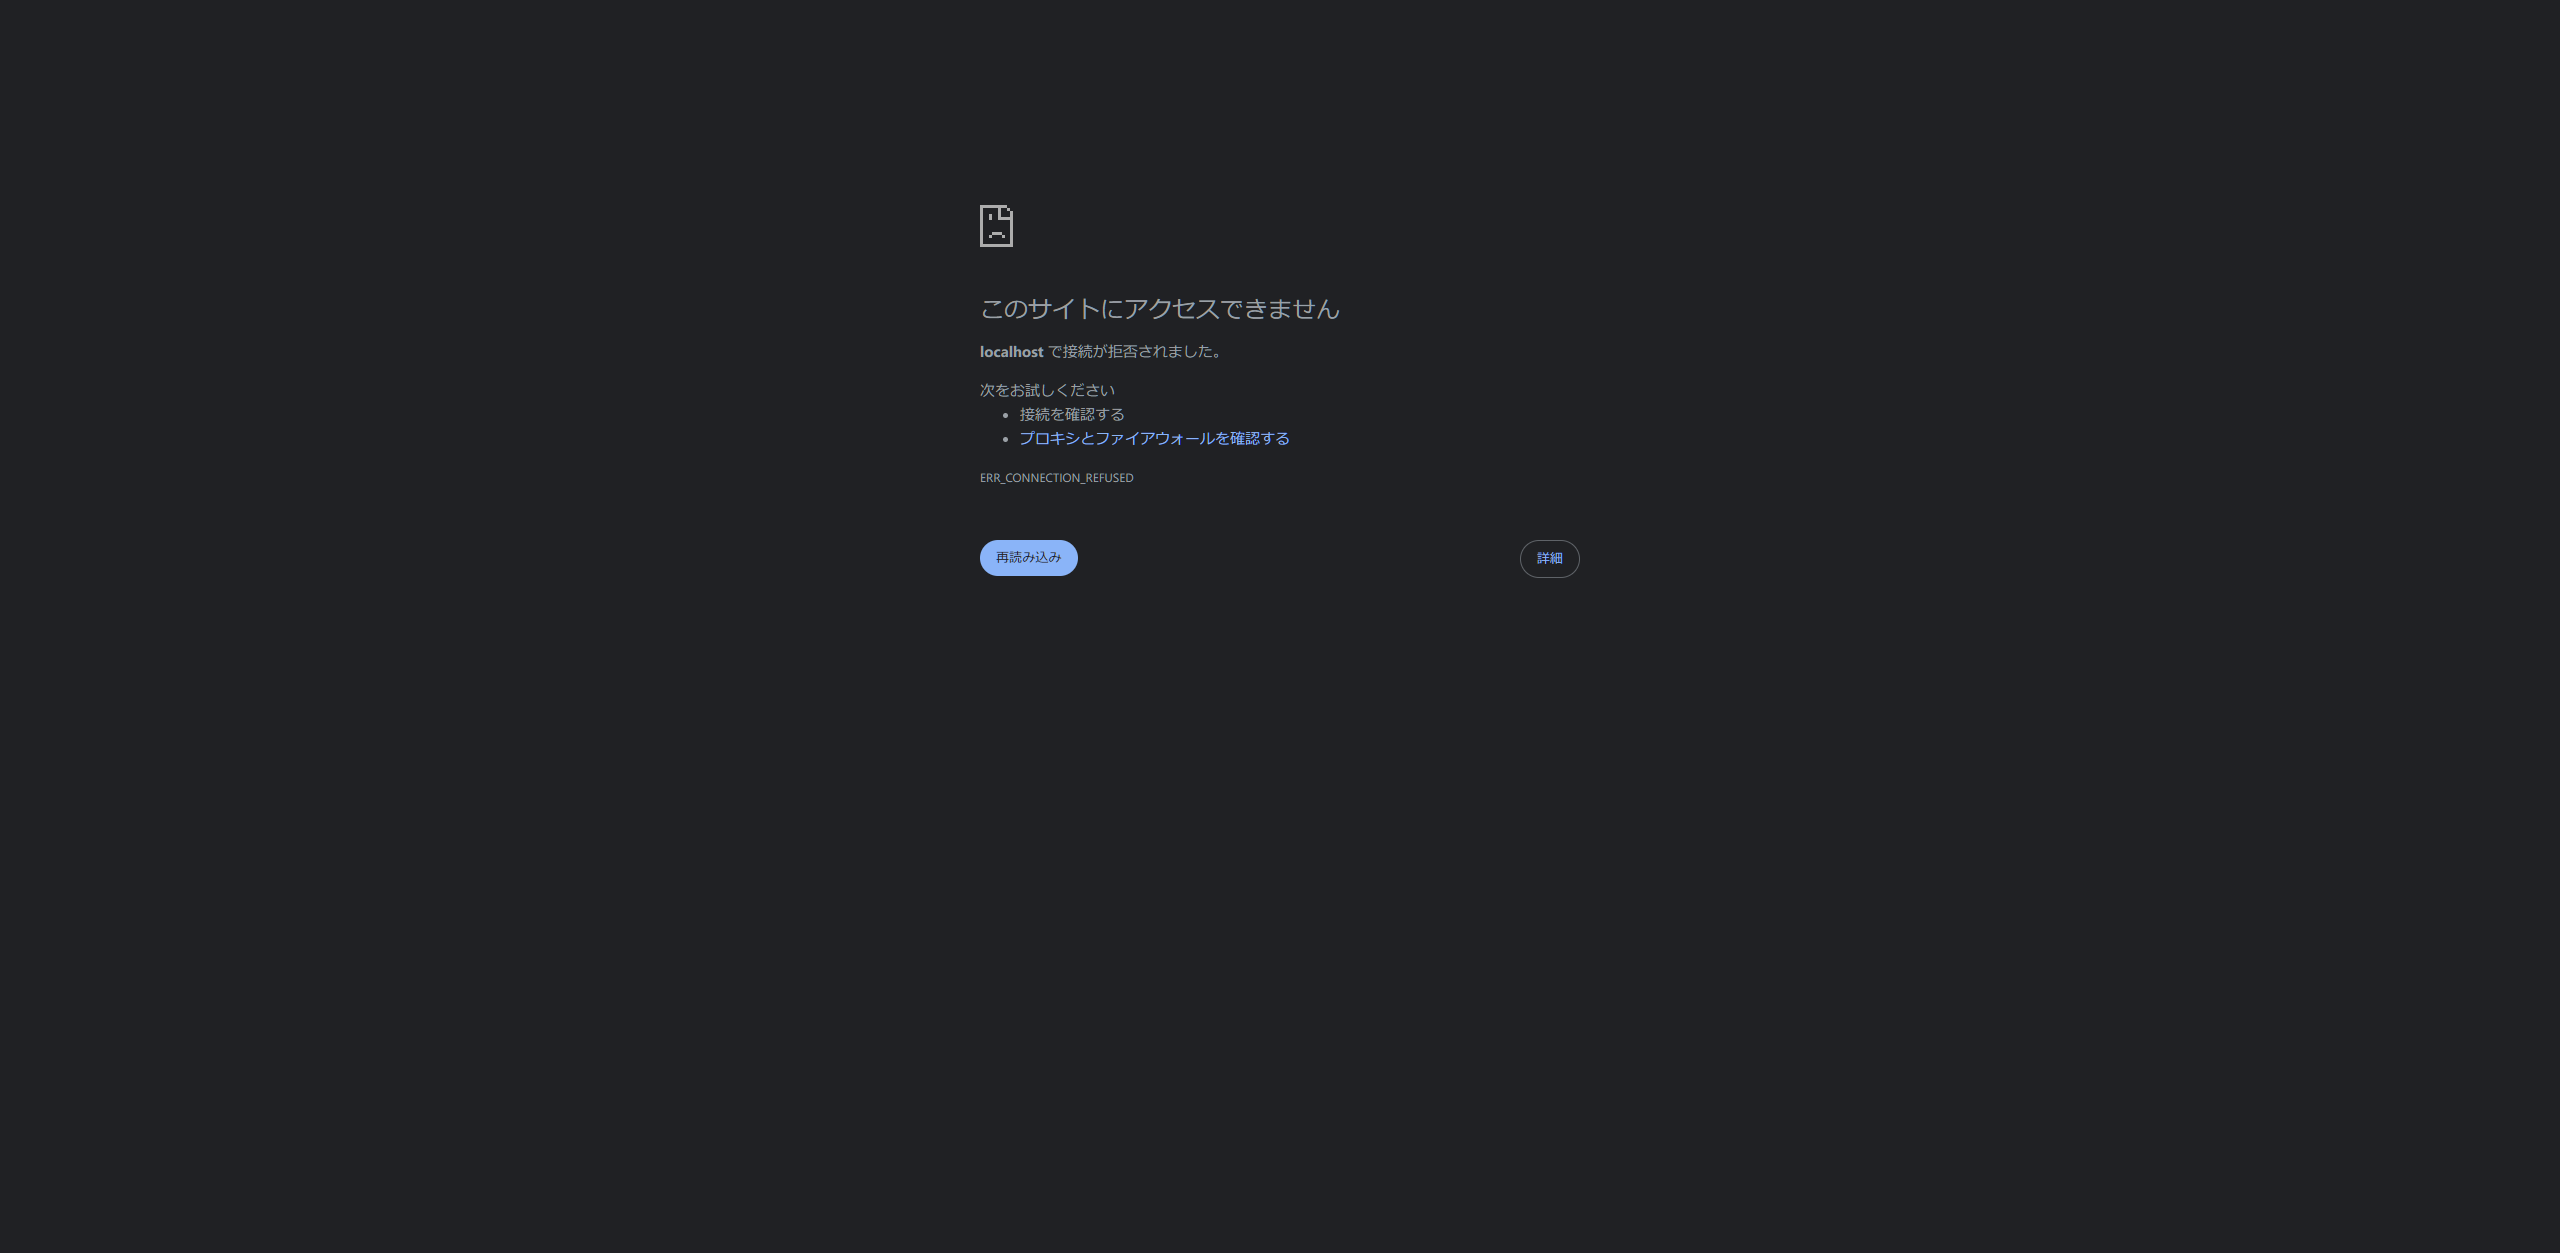 このサイトにアクセスできません
localhost で接続が拒否されました。
次をお試しください
接続を確認する
プロキシとファイアウォールを確認する
ERR_CONNECTION_REFUSED
再読み込み
詳細